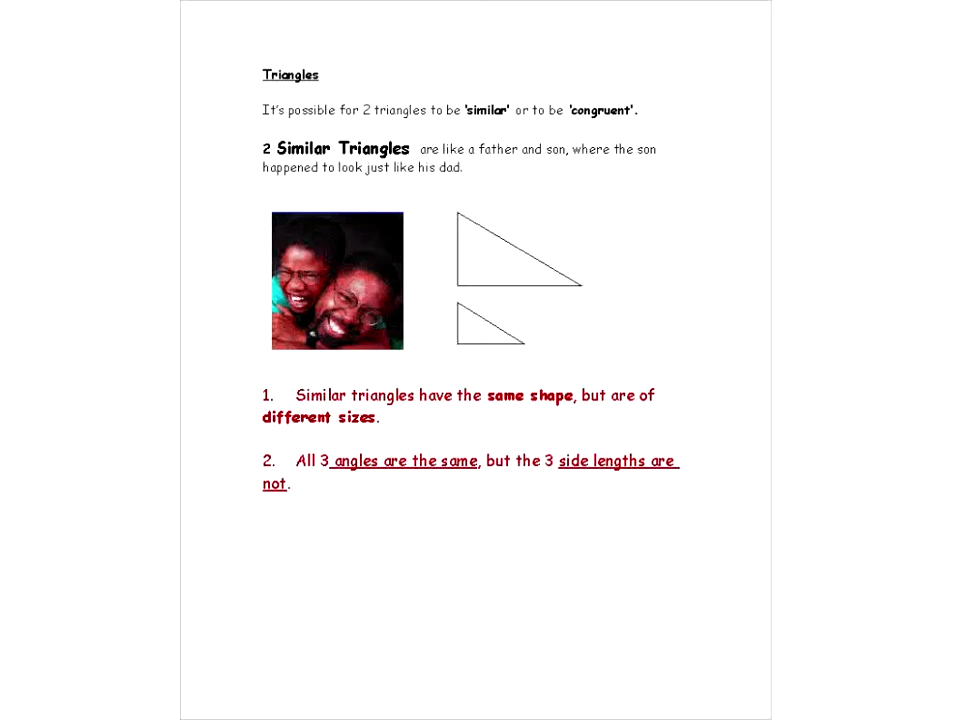 Triangles
It's possible for 2 triangles to be 'similar' or to be 'congruent'.
2 Similar Triangles are like a father and son, where the son
happened to look just like his dad.
1. Similar triangles have the same shape, but are of
different sizes.
2. All 3 angles are the same, but the 3 side lengths are
not.